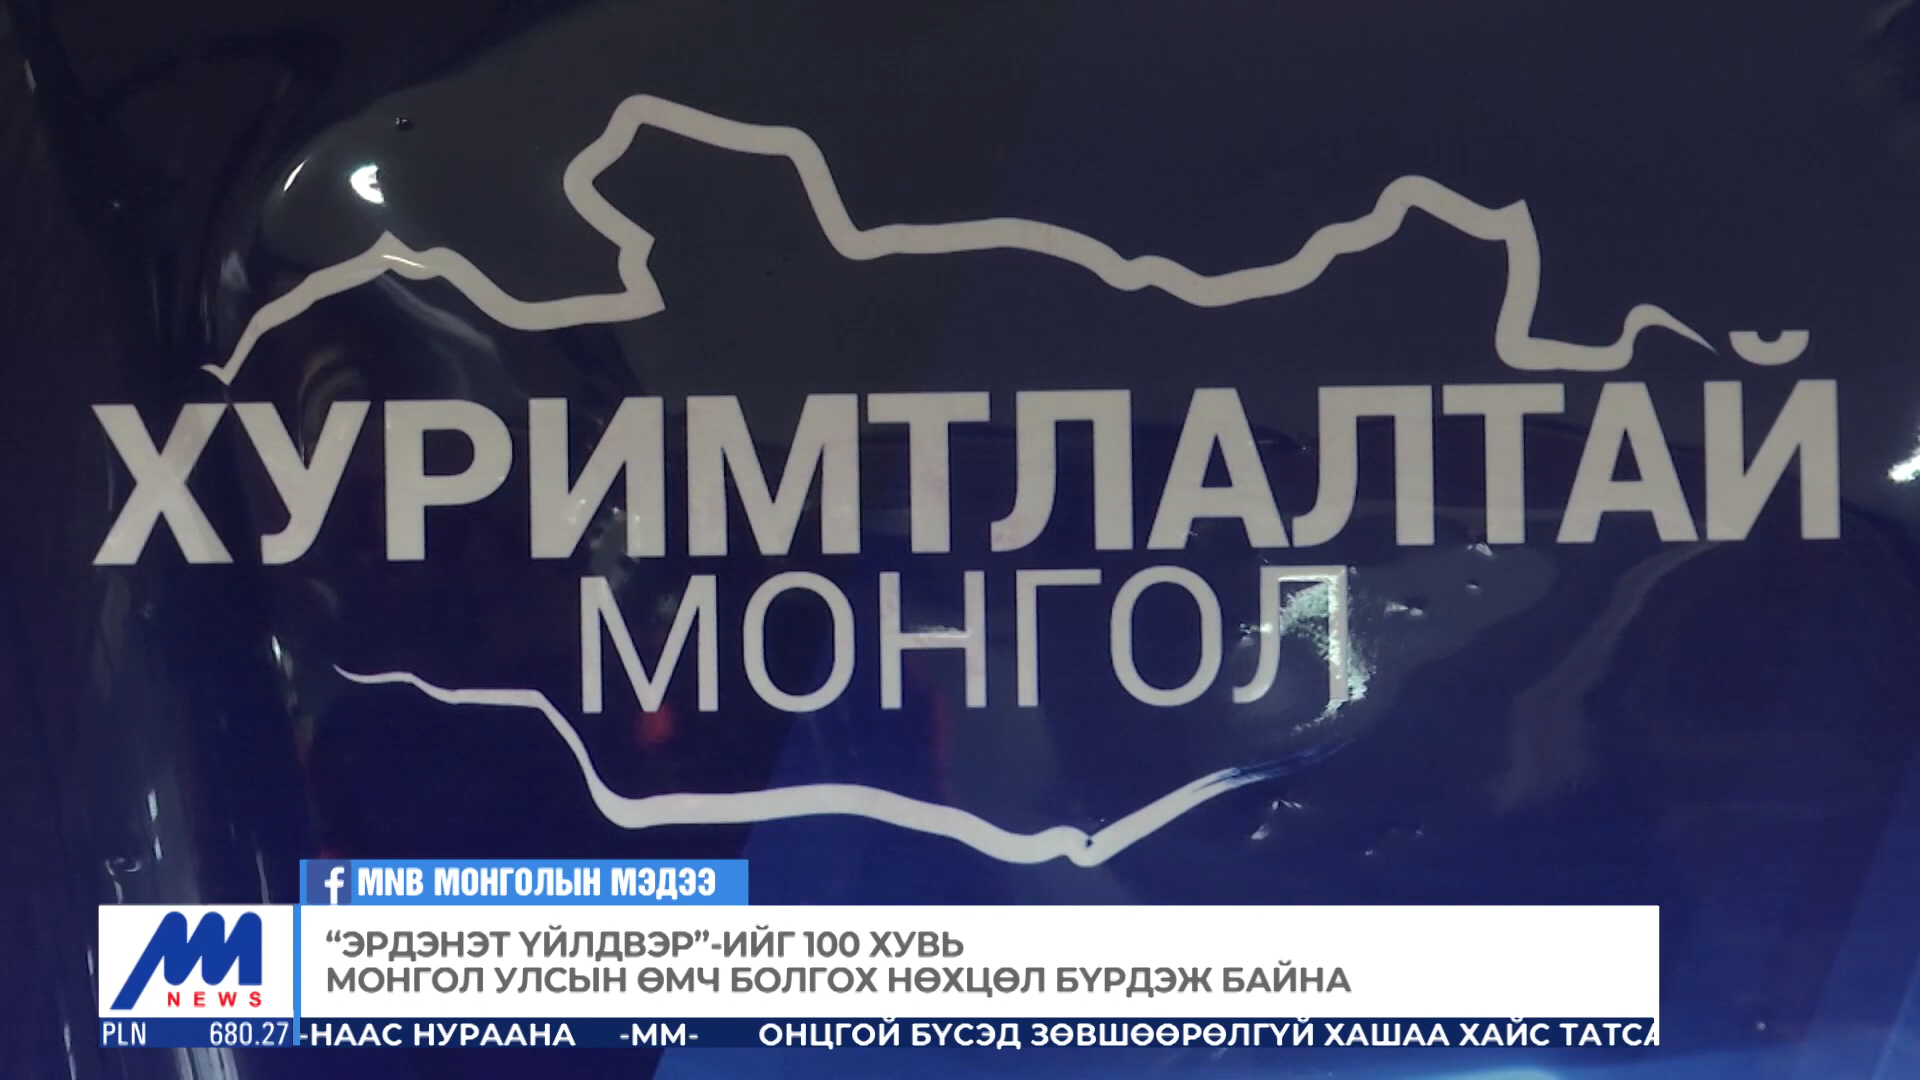 ХУРИМТЛАЛТАЙ
МОНГОЛ
MNB МОНГОЛЫН МЭДЭЭ
“ЭРДЭНЭТ ҮЙЛДВЭР”-ИЙГ 100 ХУВЬ
МОНГОЛ УЛСЫН ӨМЧ БОЛГОХ НӨХЦӨЛ БҮРДЭЖ БАЙНА
NEWS
PLN 680.27
-НААС НУРААНА -ММ- ОНЦГОЙ БҮСЭД ЗӨВШӨӨРӨЛГҮЙ ХАШАА ХАЙС ТАТСА